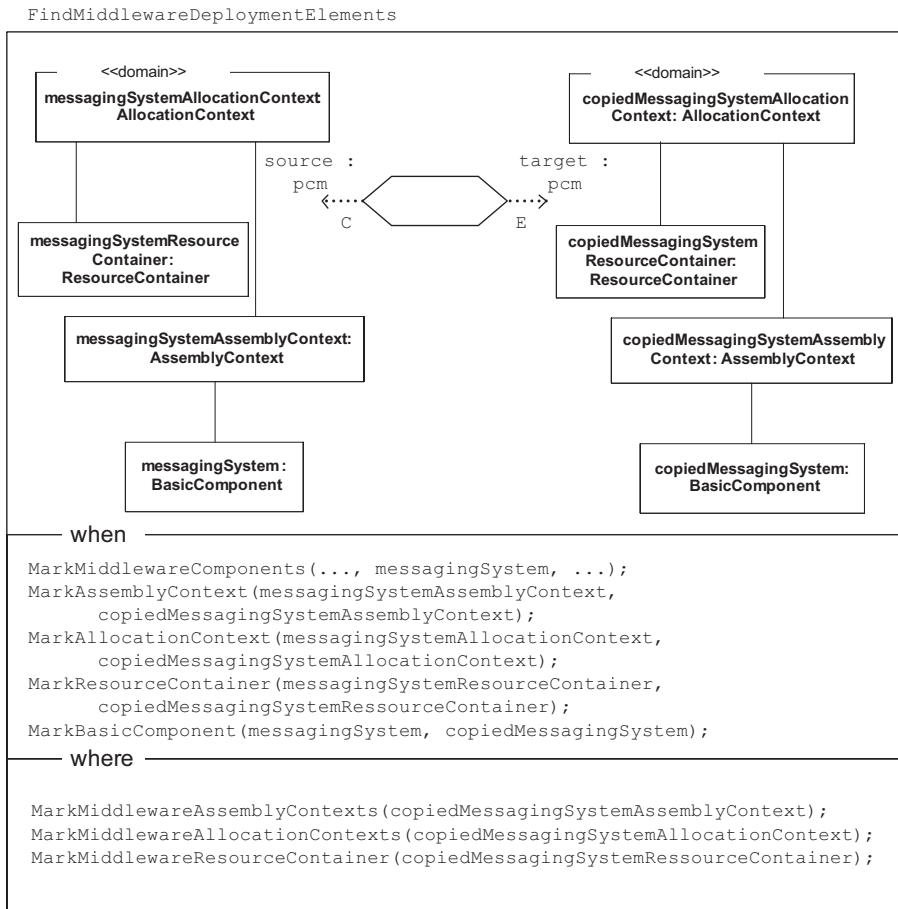 FindMiddlewareDeploymentElements
<<domain>>
messagingSystemAllocationContext
AllocationContext
<<domain>>
copiedMessagingSystemAllocation
Context: AllocationContext
source :
pcm
C
target :
pcm
E
messagingSystemResource
Container:
ResourceContainer
copiedMessagingSystem
ResourceContainer:
ResourceContainer
messagingSystemAssemblyContext:
AssemblyContext
copiedMessagingSystemAssembly
Context: AssemblyContext
messagingSystem:
BasicComponent
copiedMessagingSystem:
BasicComponent
when
MarkMiddlewareComponents(..., messagingSystem, ...);
MarkAssemblyContext(messagingSystemAssemblyContext,
copiedMessagingSystemAssemblyContext);
MarkAllocationContext(messagingSystemAllocationContext,
copiedMessagingSystemAllocationContext);
MarkResourceContainer(messagingSystemResourceContainer,
copiedMessagingSystemRessourceContainer);
MarkBasicComponent(messagingSystem, copiedMessagingSystem);
where
MarkMiddlewareAssemblyContexts(copiedMessagingSystemAssemblyContext);
MarkMiddlewareAllocationContexts(copiedMessagingSystemAllocationContext);
MarkMiddlewareResourceContainer(copiedMessagingSystemRessourceContainer);